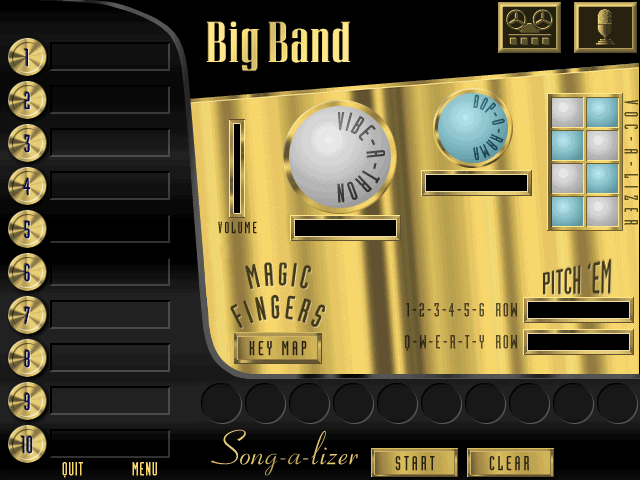 Big Band
1
2
3
4
5
6
7
8
9
10
VIBE-A-TRON
BOP-O-RAMA
VOC-A-LIZER
VOLUME
MAGIC
FINGERS
KEY MAP
PITCH 'EM
1-2-3-4-5-6 ROW
Q-W-E-R-T-Y ROW
Song-a-lizer
START
CLEAR
QUIT
MENU